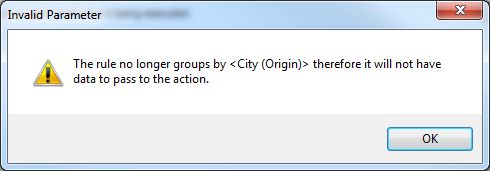 Invalid Parameter
The rule no longer groups by <City (Origin)> therefore it will not have
data to pass to the action.
OK